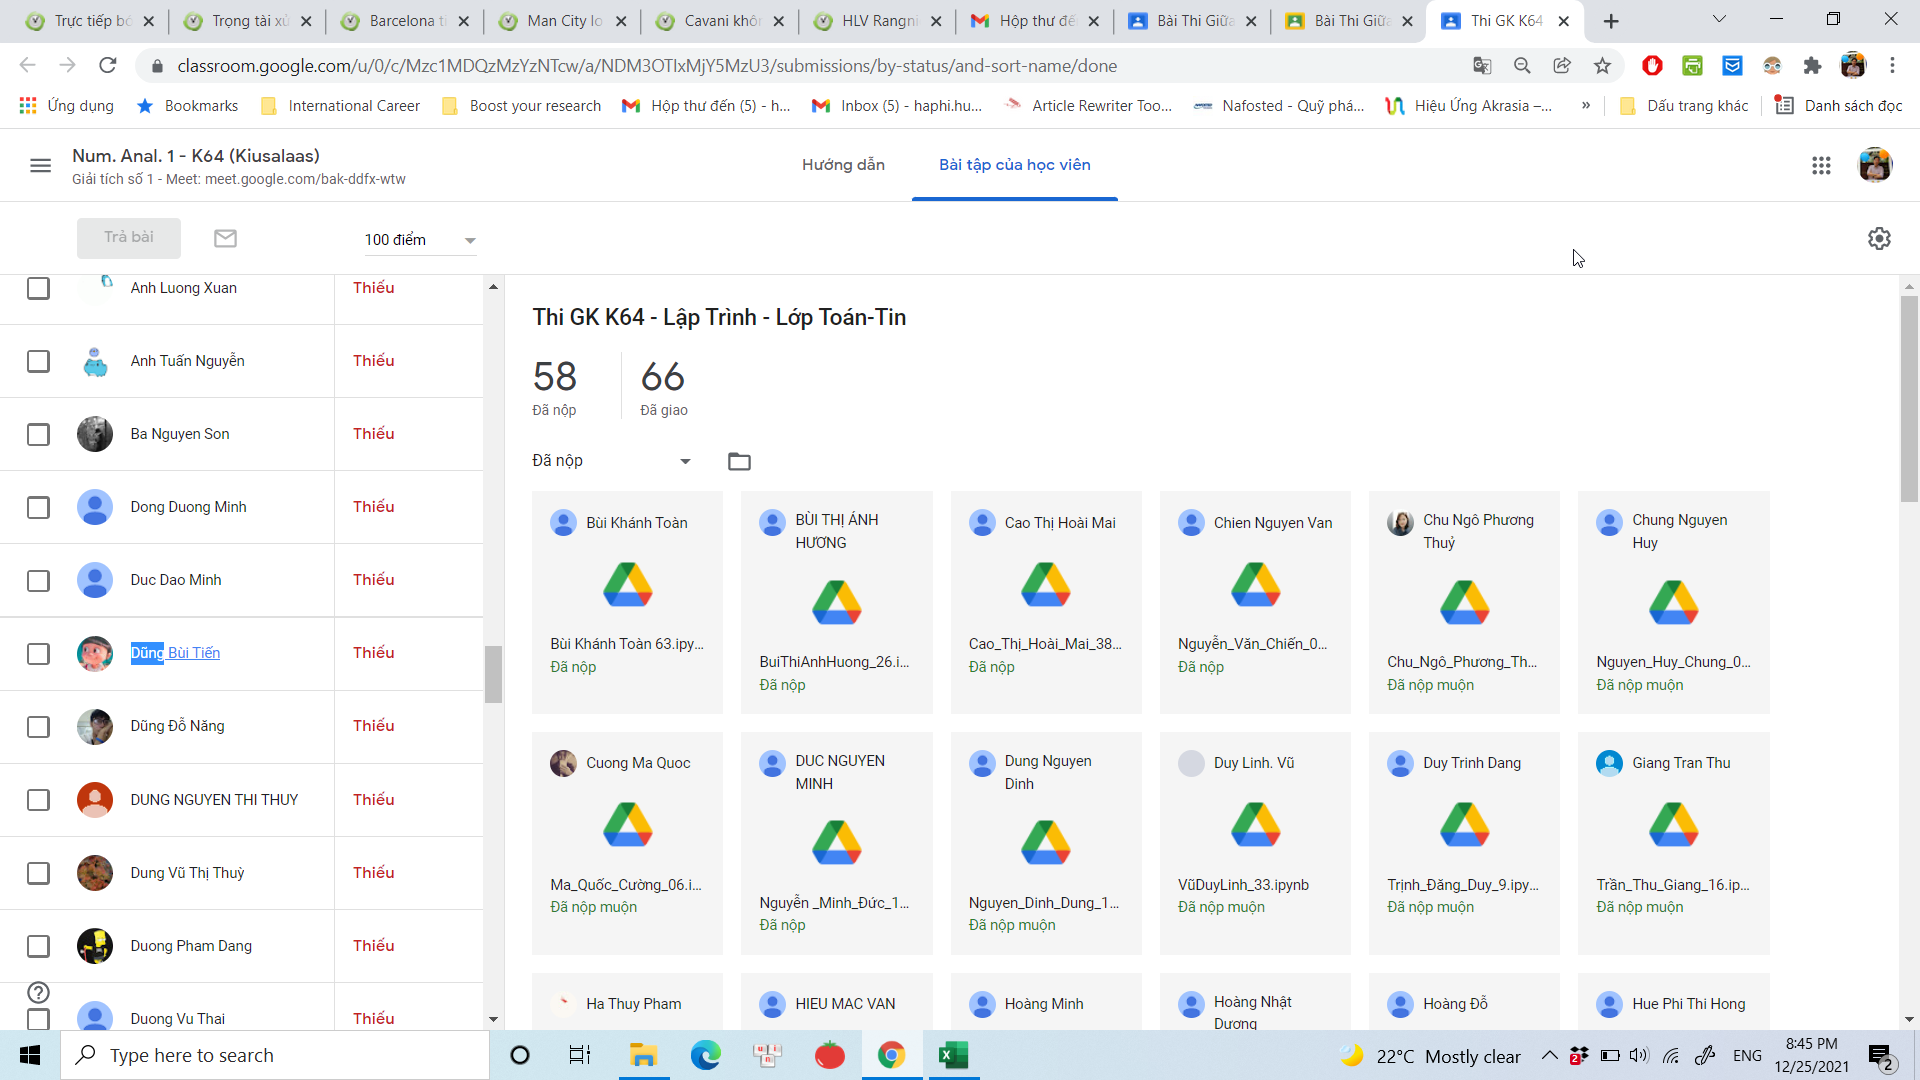 Trực tiếp bó
Trọng tài xử
Barcelona ti
Man City lo
Cavani khôn
HLV Rangni
Hộp thư đế
Bài Thi Giữa
Bài Thi Giữa
Thi GK K64
classroom.google.com/u/0/c/Mzc1MDQzMzYzNTcw/a/NDM3OTIxMjY5MzU3/submissions/by-status/and-sort-name/done
Ứng dụng
Bookmarks
International Career
Boost your research
Hộp thư đến (5) - h...
Inbox (5) - haphi.hu...
Article Rewriter Too...
Nafosted - Quỹ phá...
Hiệu Ứng Akrasia –...
»
Dấu trang khác
Danh sách đọc
Num. Anal. 1 - K64 (Kiusalaas)
Giải tích số 1 - Meet: meet.google.com/bak-ddfx-wtw
Hướng dẫn
Bài tập của học viên
Trả bài
100 điểm
Anh Luong Xuan
Thiếu
Anh Tuấn Nguyễn
Thiếu
Ba Nguyen Son
Thiếu
Dong Duong Minh
Thiếu
Duc Dao Minh
Thiếu
Dũng Bùi Tiến
Thiếu
Dũng Đỗ Năng
Thiếu
DUNG NGUYEN THI THUY
Thiếu
Dung Vũ Thị Thuỳ
Thiếu
Duong Pham Dang
Thiếu
Duong Vu Thai
Thiếu
Thi GK K64 - Lập Trình - Lớp Toán-Tin
58
Đã nộp
66
Đã giao
Đã nộp
Bùi Khánh Toàn
Bùi Khánh Toàn 63.ipy...
Đã nộp
BÙI THỊ ÁNH
HƯƠNG
BuiThiAnhHuong_26.i...
Đã nộp
Cao Thị Hoài Mai
Cao_Thị_Hoài_Mai_38...
Đã nộp
Chien Nguyen Van
Nguyễn_Văn_Chiến_0...
Đã nộp
Chu Ngô Phương
Thuỷ
Chu_Ngô_Phương_Th...
Đã nộp muộn
Chung Nguyen
Huy
Nguyen_Huy_Chung_0...
Đã nộp muộn
Cuong Ma Quoc
Ma_Quốc_Cường_06.i...
Đã nộp muộn
DUC NGUYEN
MINH
Nguyễn _Minh_Đức_1...
Đã nộp
Dung Nguyen
Dinh
Nguyen_Dinh_Dung_1...
Đã nộp muộn
Duy Linh. Vũ
VũDuyLinh_33.ipynb
Đã nộp muộn
Duy Trinh Dang
Trịnh_Đăng_Duy_9.ipy...
Đã nộp muộn
Giang Tran Thu
Trần_Thu_Giang_16.ip...
Đã nộp muộn
Ha Thuy Pham
HIEU MAC VAN
Hoàng Minh
Hoàng Nhật
Dương
Hoàng Đỗ
Hue Phi Thi Hong
Type here to search
22°C Mostly clear
ENG
8:45 PM
12/25/2021
2